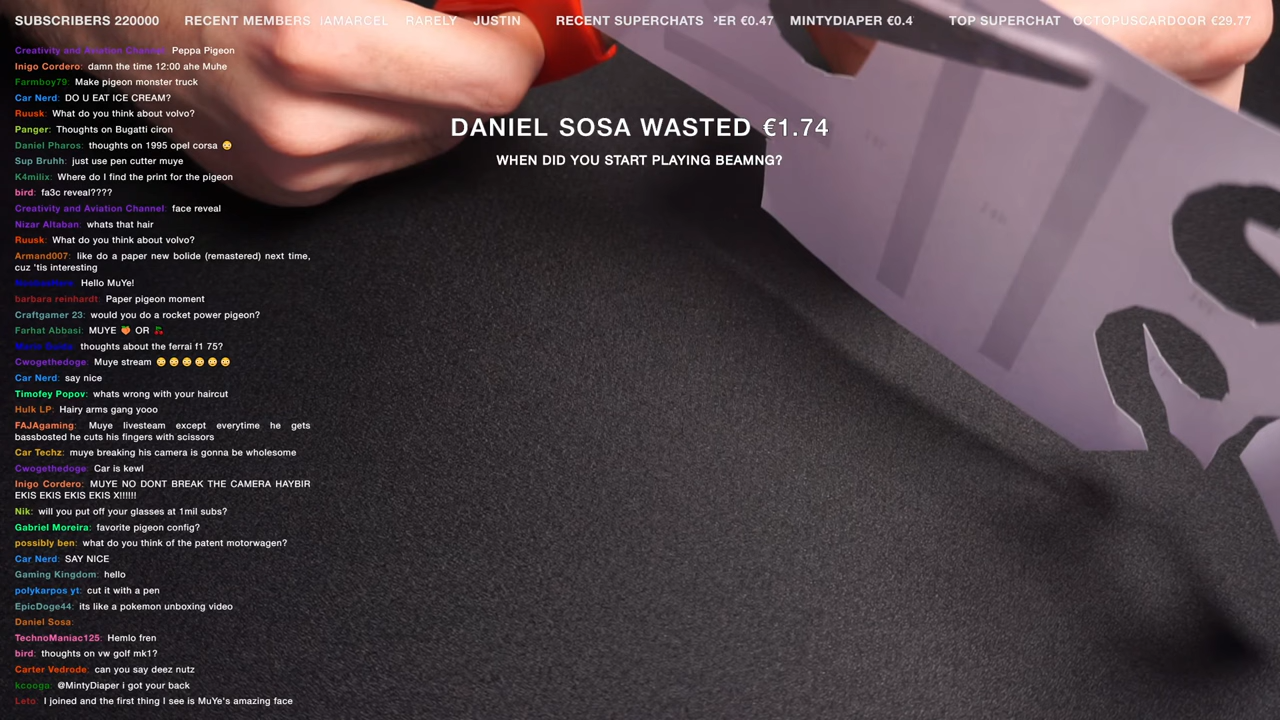 SUBSCRIBERS 220000 RECENT MEMBERS IAMARCEL RARELY JUSTIN RECENT SUPERCHATS PER €0.47 MINTYDIAPER €0.4 TOP SUPERCHAT OCTOPUSCARDOOR €29.77
DANIEL SOSA WASTED €1.74
WHEN DID YOU START PLAYING BEAMNG?
Creativity and Aviation Channel: Peppa Pigeon
Inigo Cordero: damn the time 12:00 ahe Muhe
Farmboy79: Make pigeon monster truck
Car Nerd: DO U EAT ICE CREAM?
Ruusk: What do you think about volvo?
Panger: Thoughts on Bugatti ciron
Daniel Pharos: thoughts on 1995 opel corsa 😳
Sup Bruhh: just use pen cutter muye
K4milix: Where do I find the print for the pigeon
bird: fa3c reveal????
Creativity and Aviation Channel: face reveal
Nizar Altaban: whats that hair
Ruusk: What do you think about volvo?
Armand007: like do a paper new bolide (remastered) next time,
cuz 'tis interesting
Hello MuYe!
barbara reinhardt: Paper pigeon moment
Craftgamer 23: would you do a rocket power pigeon?
Farhat Abbasi: MUYE 🍑 OR 🍒
thoughts about the ferrai f1 75?
Cwogethedoge: Muye stream 😳😳😳😳😳😳
Car Nerd: say nice
Timofey Popov: whats wrong with your haircut
Hulk LP: Hairy arms gang yooo
FAJAgaming: Muye livesteam except everytime he gets
bassbosted he cuts his fingers with scissors
Car Techz: muye breaking his camera is gonna be wholesome
Cwogethedoge: Car is kewl
Inigo Cordero: MUYE NO DONT BREAK THE CAMERA HAYBIR
EKIS EKIS EKIS EKIS X!!!!!!
Nik: will you put off your glasses at 1mil subs?
Gabriel Moreira: favorite pigeon config?
possibly ben: what do you think of the patent motorwagen?
Car Nerd: SAY NICE
Gaming Kingdom: hello
polykarpos yt: cut it with a pen
EpicDoge44: its like a pokemon unboxing video
Daniel Sosa:
TechnoManiac125: Hemlo fren
bird: thoughts on vw golf mk1?
Carter Vedrode: can you say deez nutz
kcooga: @MintyDiaper i got your back
Leto: I joined and the first thing I see is MuYe's amazing face